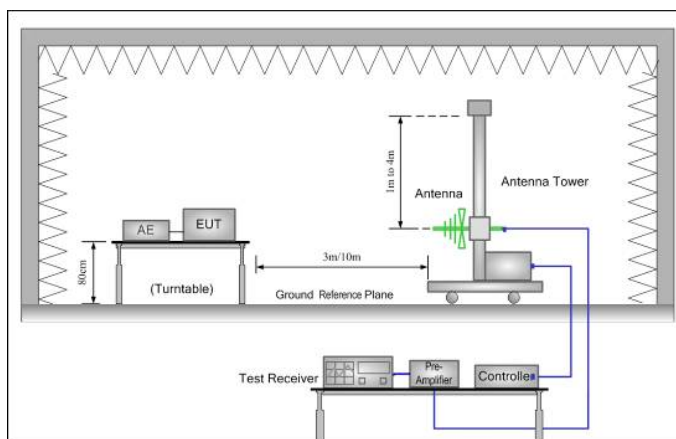 1m to 4m
Antenna
Antenna Tower
AE
EUT
3m/10m
80cm
(Turntable)
Ground Reference Plane
Test Receiver
Pre-
Amplifier
Controller